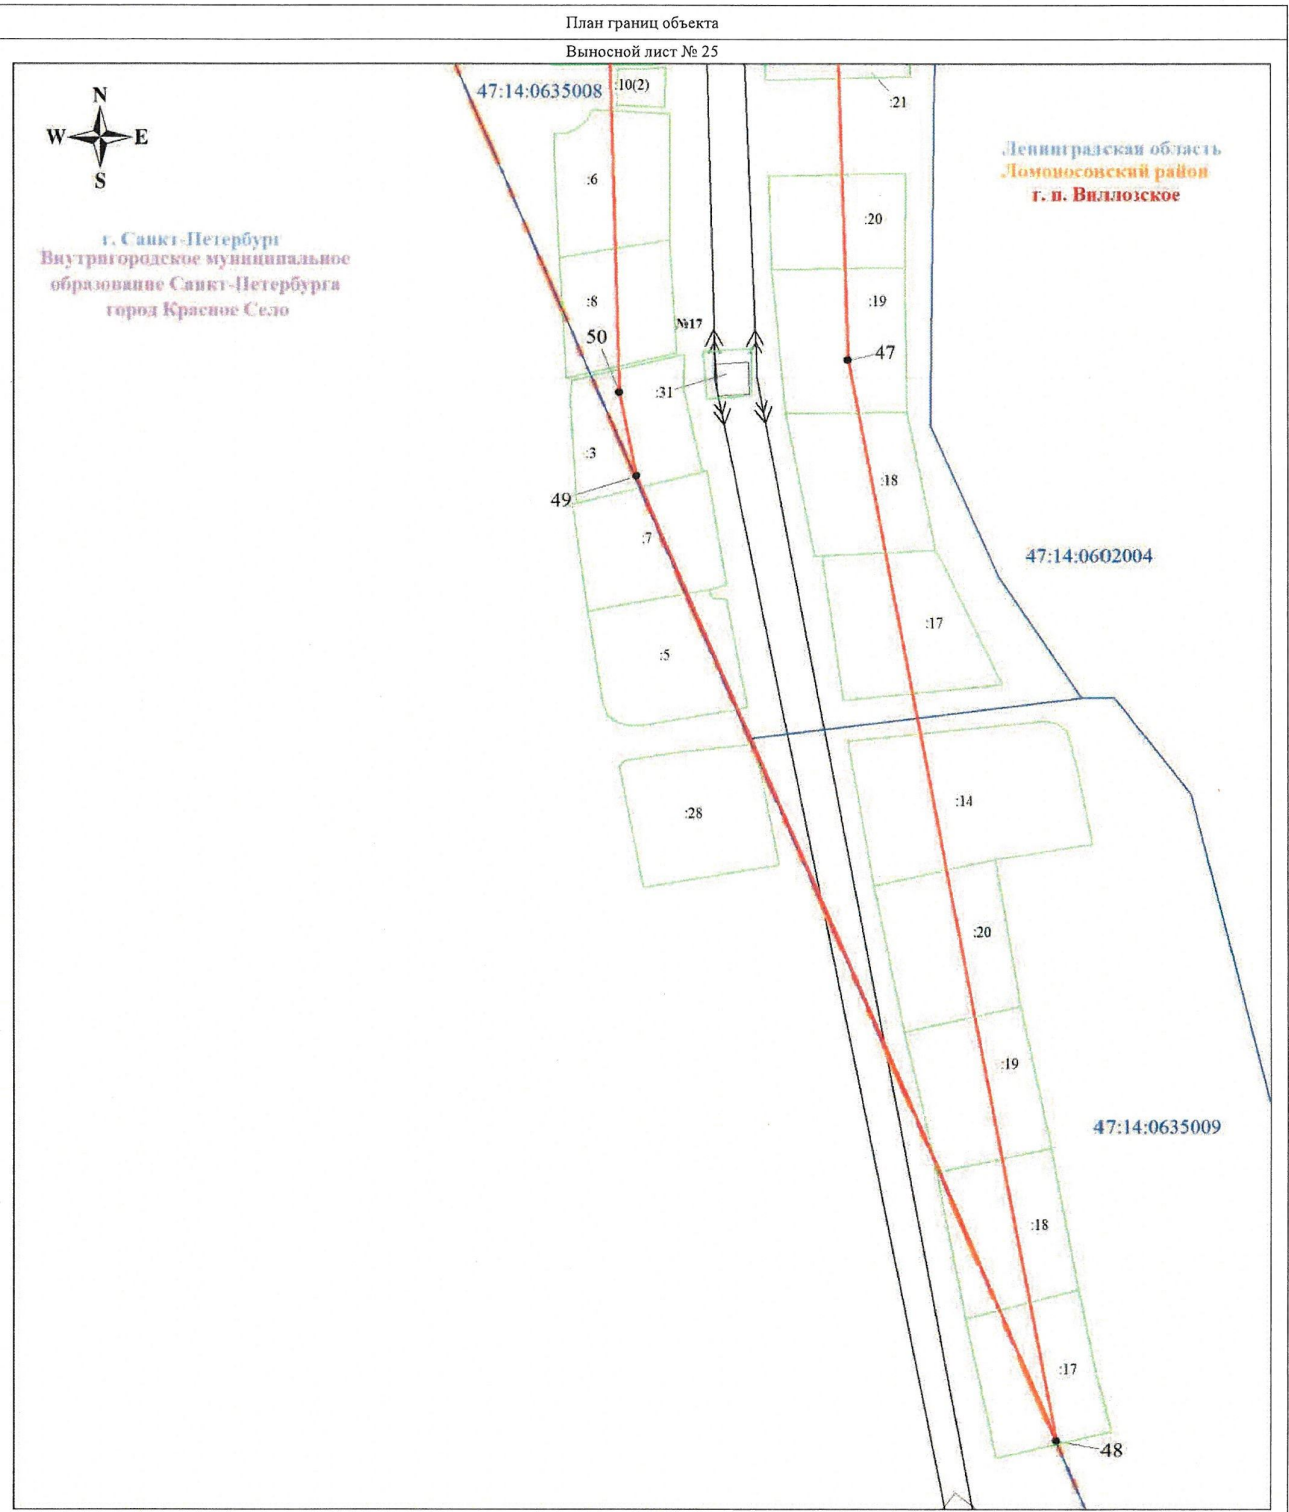 План границ объекта
Выносной лист № 25
N
W E
S
47:14:0635008
:10(2)
:21
Ленинградская область
Ломоносовский район
г. п. Виллозское
:6
:20
г. Санкт-Петербург
Внутригородское муниципальное
образование Санкт-Петербурга
город Красное Село
:8
:19
№17
50
47
:31
:3
:18
49
:7
47:14:0602004
:17
:5
:14
:28
:20
:19
47:14:0635009
:18
:17
48